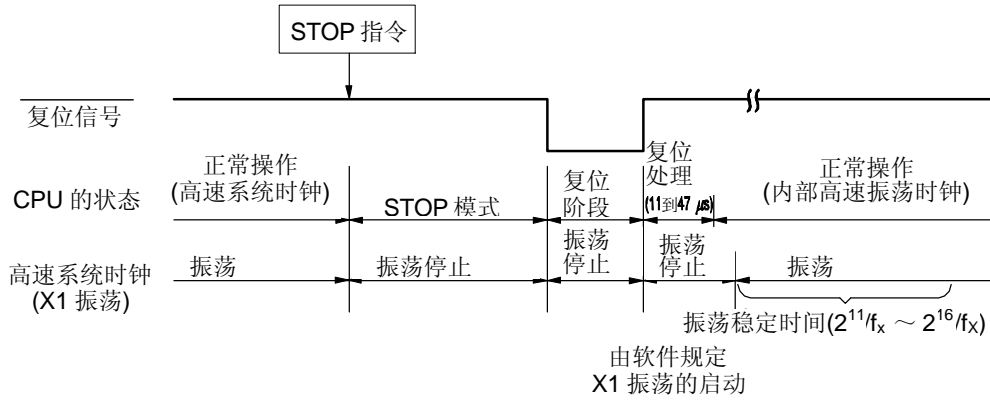 STOP 指令
复位信号
正常操作
(高速系统时钟)
复位
处理
(11到47 μs)
正常操作
(内部高速振荡时钟)
CPU 的状态
STOP 模式
复位
阶段
高速系统时钟
(X1 振荡)
振荡
振荡停止
振荡
停止
振荡
停止
振荡
振荡稳定时间(2¹¹/fX ～ 2¹⁶/fX)
由软件规定
X1 振荡的启动